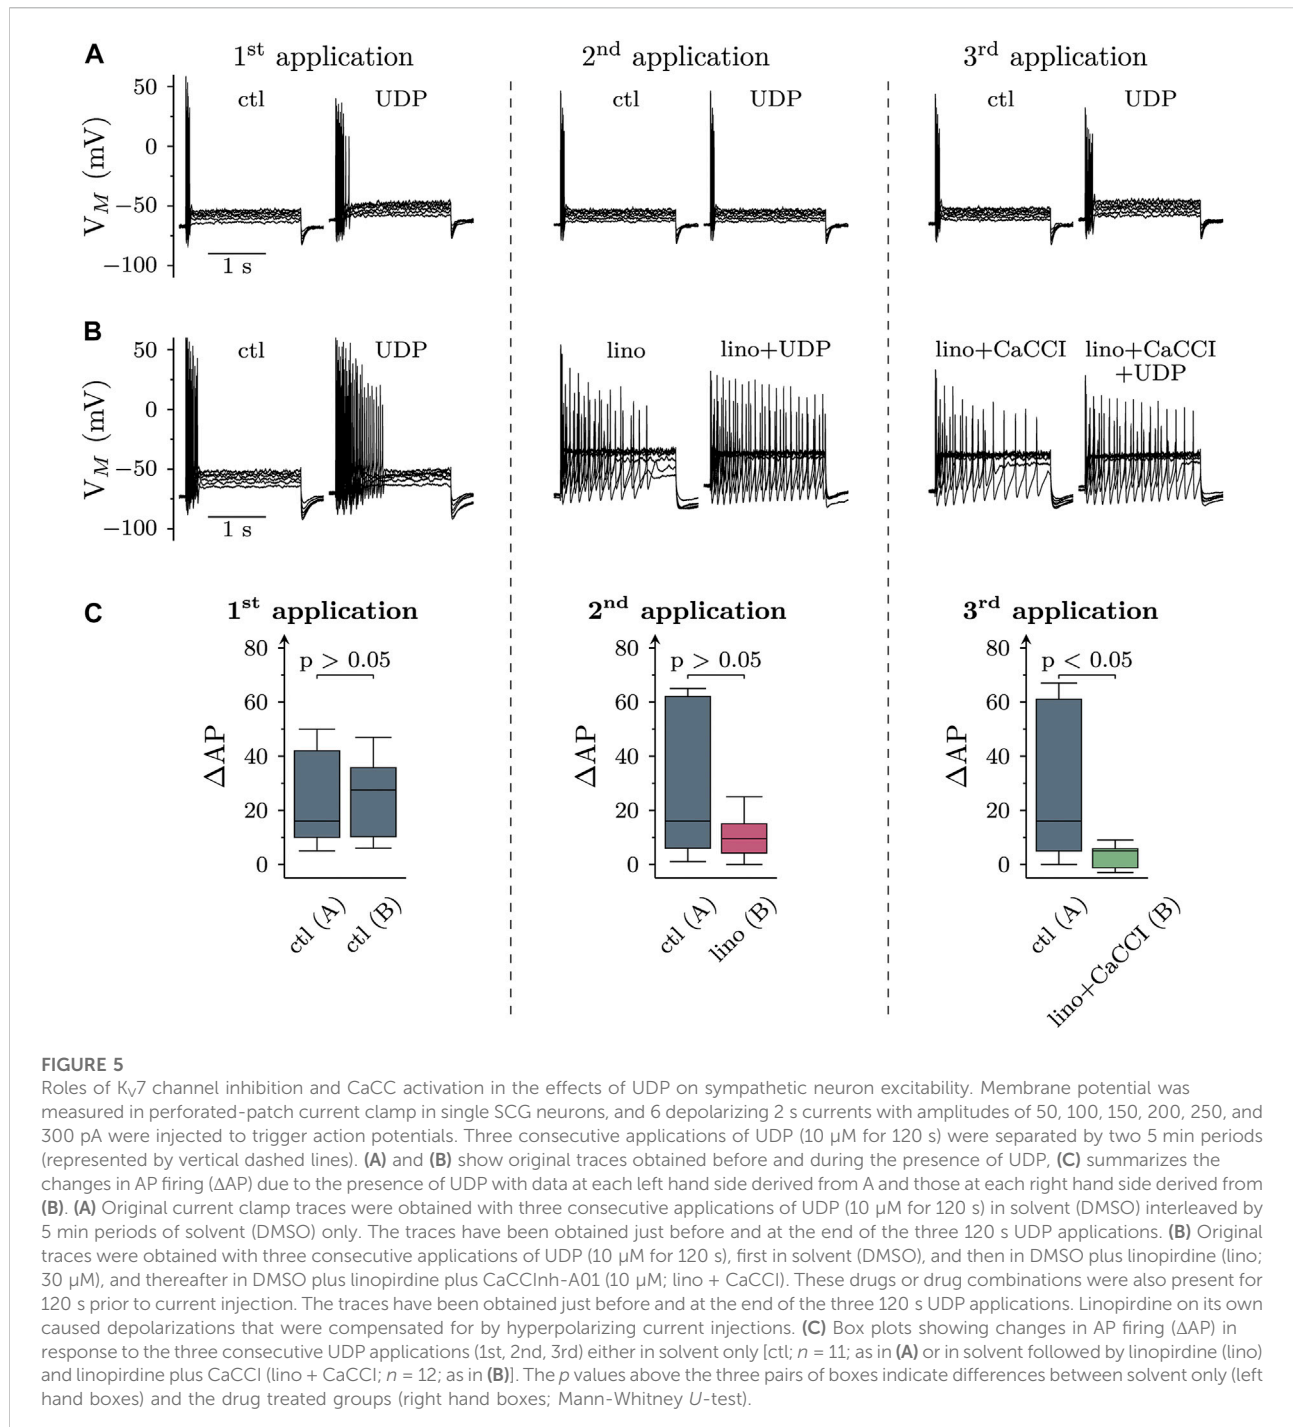 A
1st application
2nd application
3rd application
ctl
UDP
ctl
UDP
ctl
UDP
VM (mV)
50
0
−50
−100
1 s
B
ctl
UDP
lino
lino+UDP
lino+CaCCI
lino+CaCCI
+UDP
VM (mV)
50
0
−50
−100
1 s
C
1st application
2nd application
3rd application
ΔAP
80
60
40
20
0
p > 0.05
ctl (A)
ctl (B)
ΔAP
80
60
40
20
0
p > 0.05
ctl (A)
lino (B)
ΔAP
80
60
40
20
0
p < 0.05
ctl (A)
lino+CaCCI (B)
FIGURE 5
Roles of KV7 channel inhibition and CaCC activation in the effects of UDP on sympathetic neuron excitability. Membrane potential was
measured in perforated-patch current clamp in single SCG neurons, and 6 depolarizing 2 s currents with amplitudes of 50, 100, 150, 200, 250, and
300 pA were injected to trigger action potentials. Three consecutive applications of UDP (10 µM for 120 s) were separated by two 5 min periods
(represented by vertical dashed lines). (A) and (B) show original traces obtained before and during the presence of UDP, (C) summarizes the
changes in AP firing (ΔAP) due to the presence of UDP with data at each left hand side derived from A and those at each right hand side derived from
(B). (A) Original current clamp traces were obtained with three consecutive applications of UDP (10 µM for 120 s) in solvent (DMSO) interleaved by
5 min periods of solvent (DMSO) only. The traces have been obtained just before and at the end of the three 120 s UDP applications. (B) Original
traces were obtained with three consecutive applications of UDP (10 µM for 120 s), first in solvent (DMSO), and then in DMSO plus linopirdine (lino;
30 µM), and thereafter in DMSO plus linopirdine plus CaCCInh-A01 (10 µM; lino + CaCCI). These drugs or drug combinations were also present for
120 s prior to current injection. The traces have been obtained just before and at the end of the three 120 s UDP applications. Linopirdine on its own
caused depolarizations that were compensated for by hyperpolarizing current injections. (C) Box plots showing changes in AP firing (ΔAP) in
response to the three consecutive UDP applications (1st, 2nd, 3rd) either in solvent only [ctl; n = 11; as in (A) or in solvent followed by linopirdine (lino)
and linopirdine plus CaCCI (lino + CaCCI; n = 12; as in (B)]. The p values above the three pairs of boxes indicate differences between solvent only (left
hand boxes) and the drug treated groups (right hand boxes; Mann-Whitney U-test).